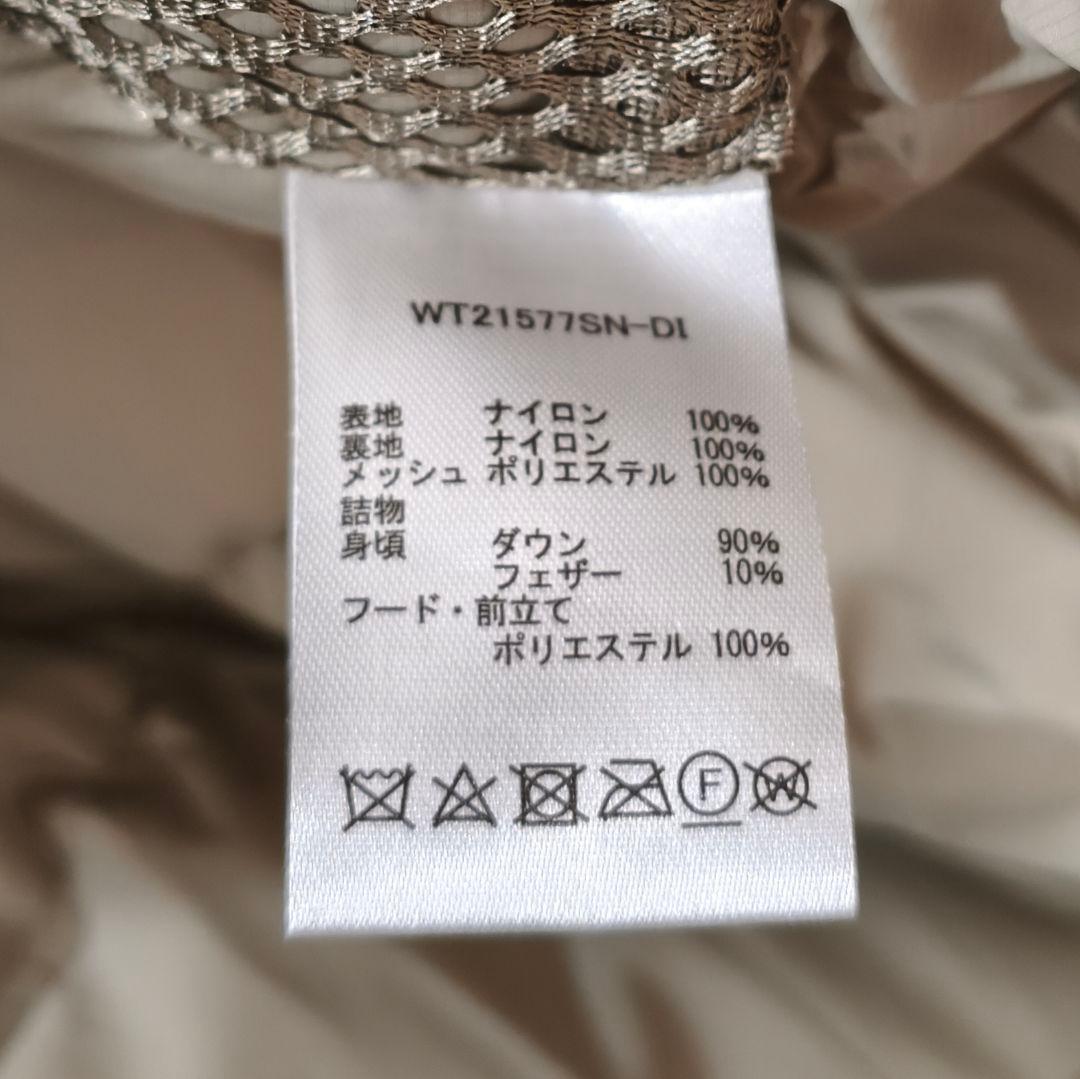 WT21577SN-DI
表地 ナイロン 100%
裏地 ナイロン 100%
メッシュ ポリエステル 100%
詰物
身頃 ダウン 90%
フェザー 10%
フード・前立て
ポリエステル 100%
F W